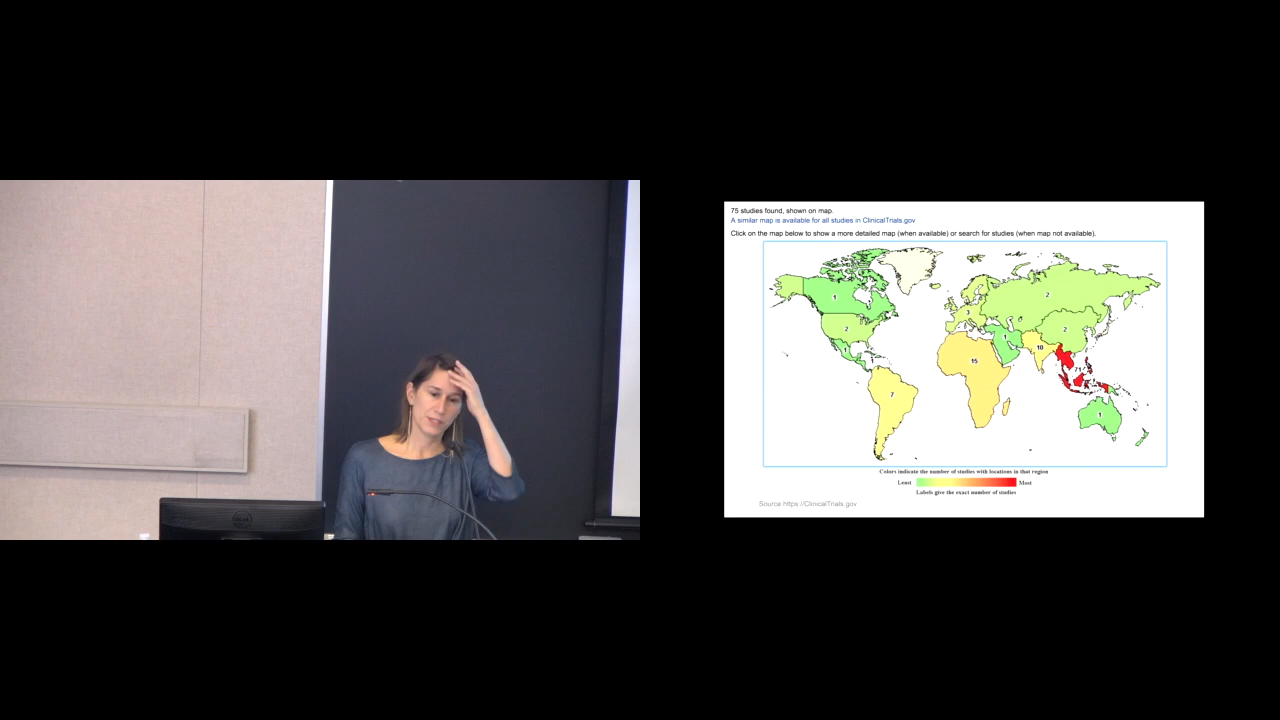 75 studies found, shown on map.
A similar map is available for all studies in ClinicalTrials.gov
Click on the map below to show a more detailed map (when available) or search for studies (when map not available).
1
2
2
3
2
1
1
1
15
10
71
7
1
Colors indicate the number of studies with locations in that region
Least
Most
Labels give the exact number of studies
Source https://ClinicalTrials.gov